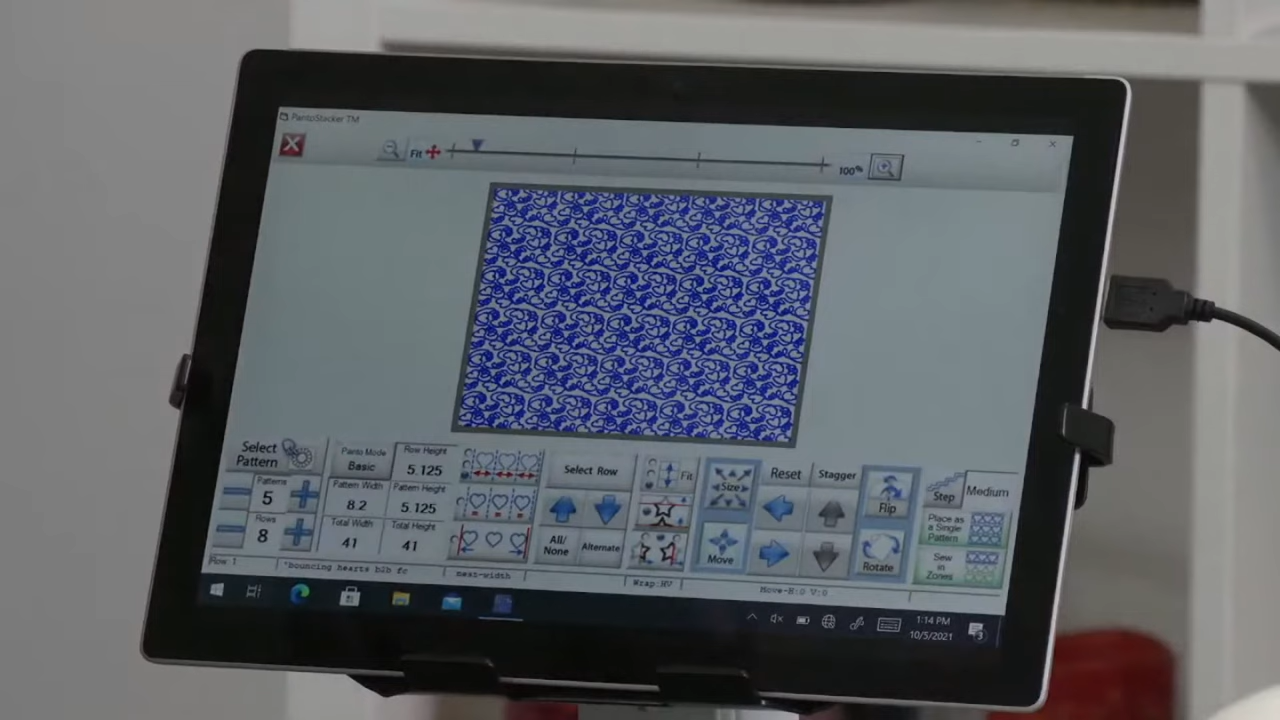 PantoStacker TM
Fit
100%
Select
Pattern
Patterns
5
Rows
8
Panto Mode
Basic
Row Height
5.125
Pattern Width
8.2
Pattern Height
5.125
Total Width
41
Total Height
41
Select Row
All/
None
Alternate
Fit
Size
Move
Reset
Stagger
Flip
Rotate
Step
Medium
Place as
a Single
Pattern
Sew
in
Zones
Row: 1
'bouncing hearts b2b fc
Wrap:HV
Move-H:0 V:0
1:14 PM
10/5/2021
3